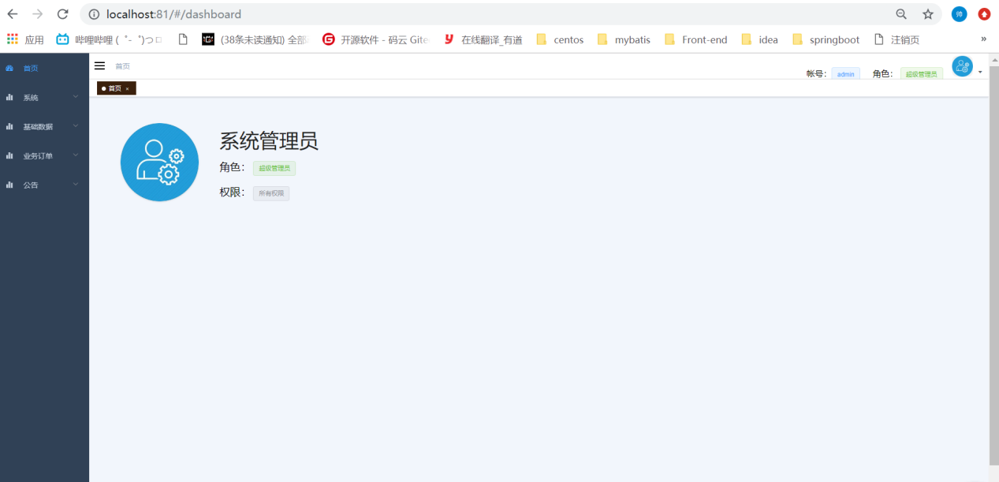 localhost:81/#/dashboard
应用 哔哩哔哩 ( ゜- ゜)つロ (38条未读通知) 全部 开源软件 - 码云 Gite 在线翻译_有道 centos mybatis Front-end idea springboot 注销页 »
首页 首页 帐号： admin 角色： 超级管理员
首页 ×
系统
基础数据
业务订单
公告
系统管理员
角色： 超级管理员
权限： 所有权限